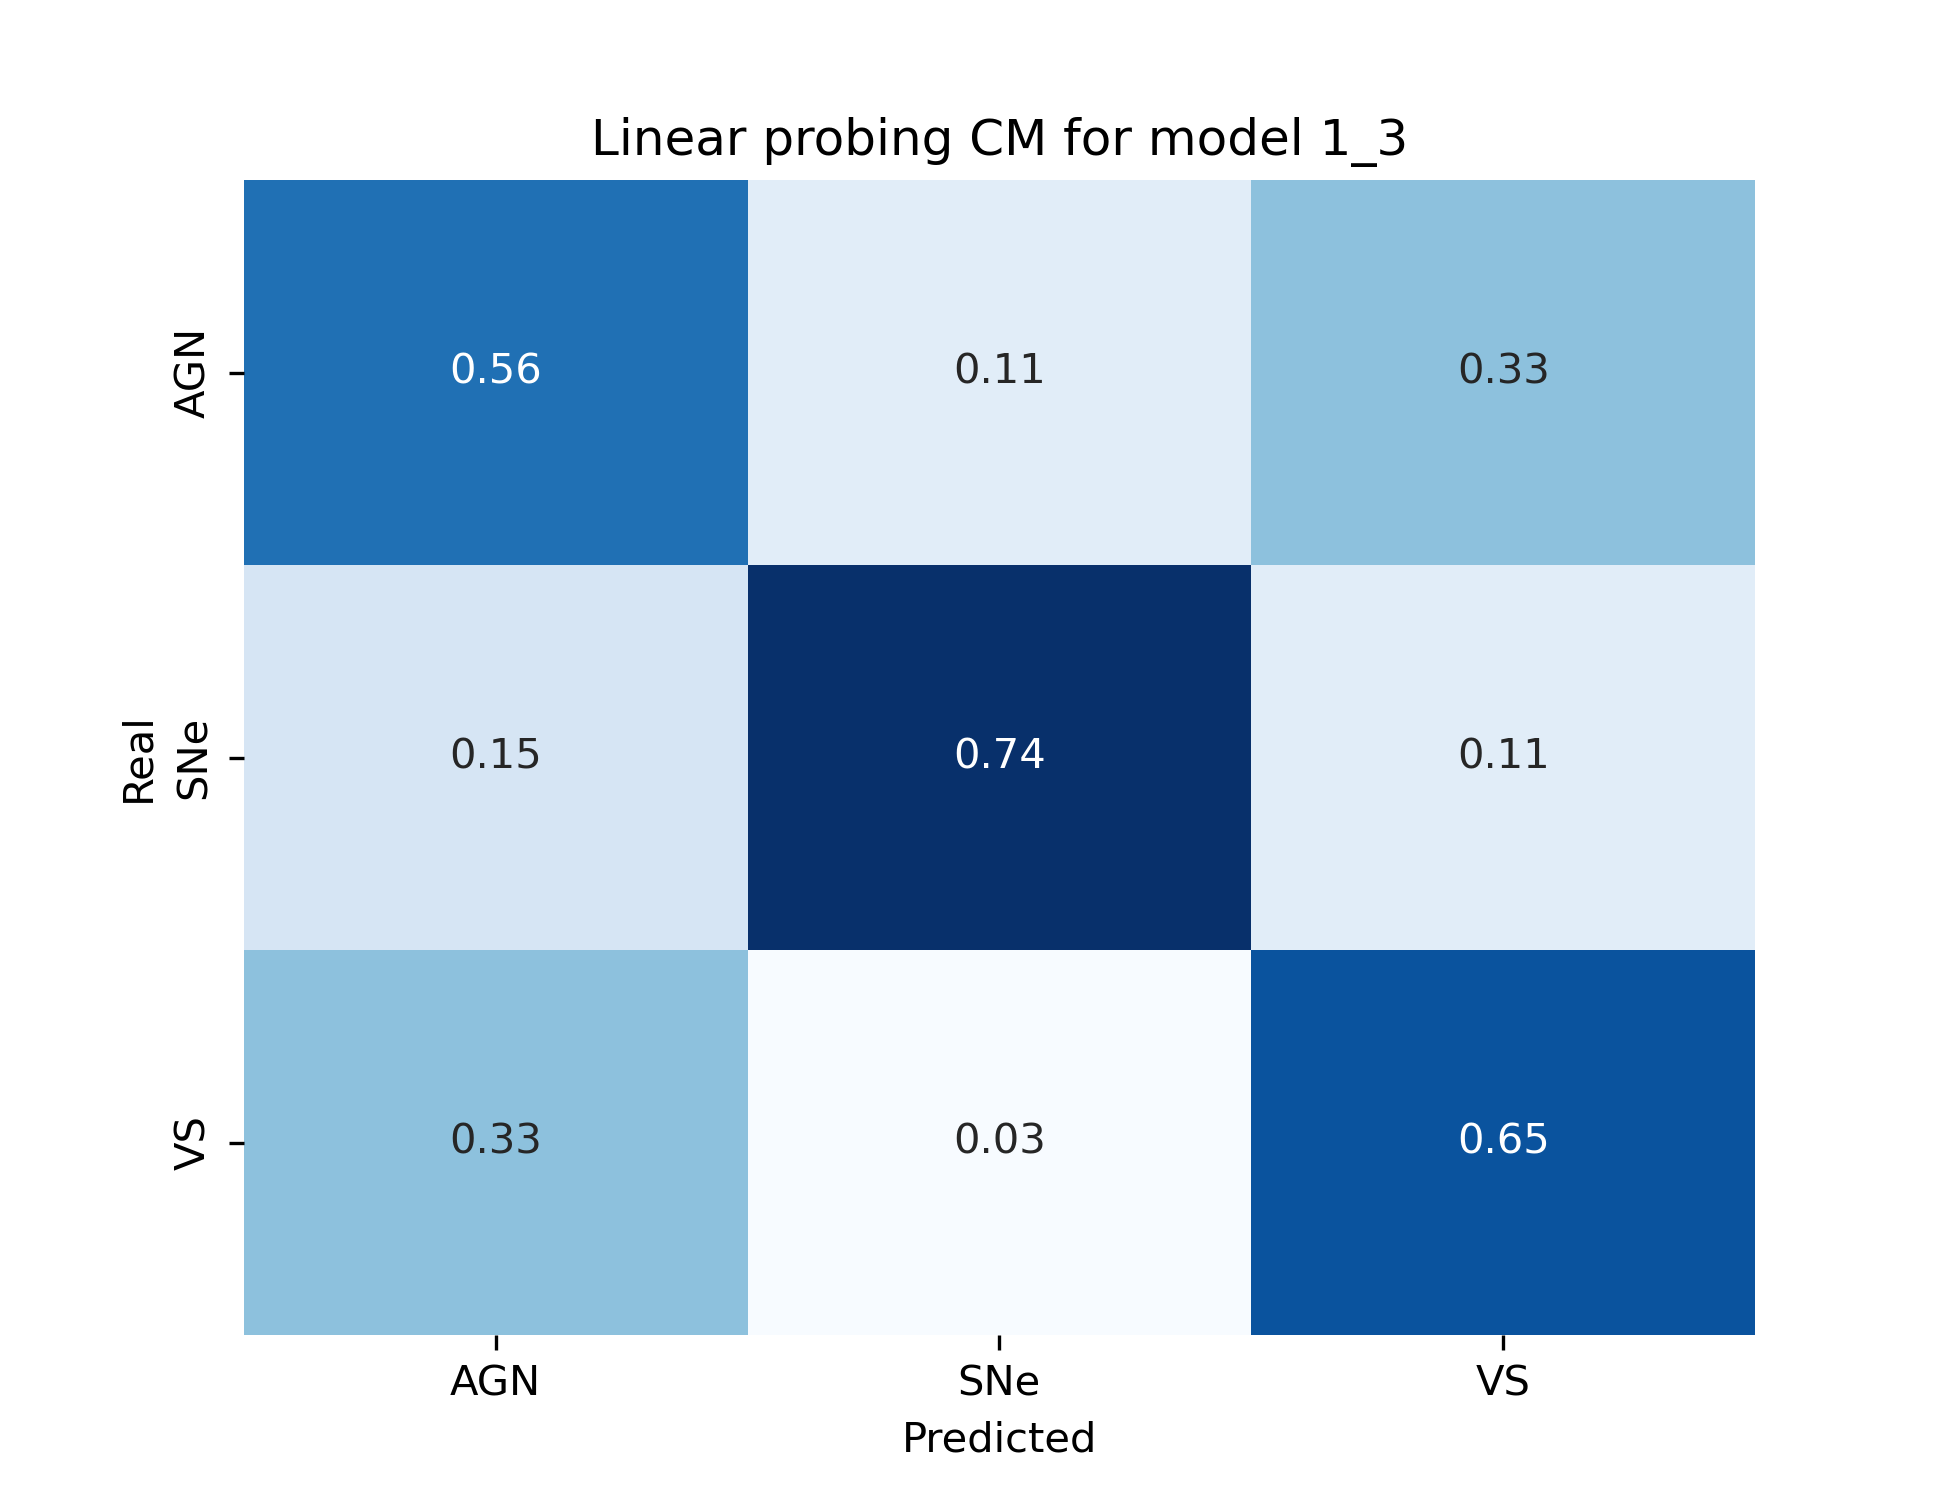 Linear probing CM for model 1_3
AGN
0.56
0.11
0.33
Real
SNe
0.15
0.74
0.11
VS
0.33
0.03
0.65
AGN
SNe
VS
Predicted